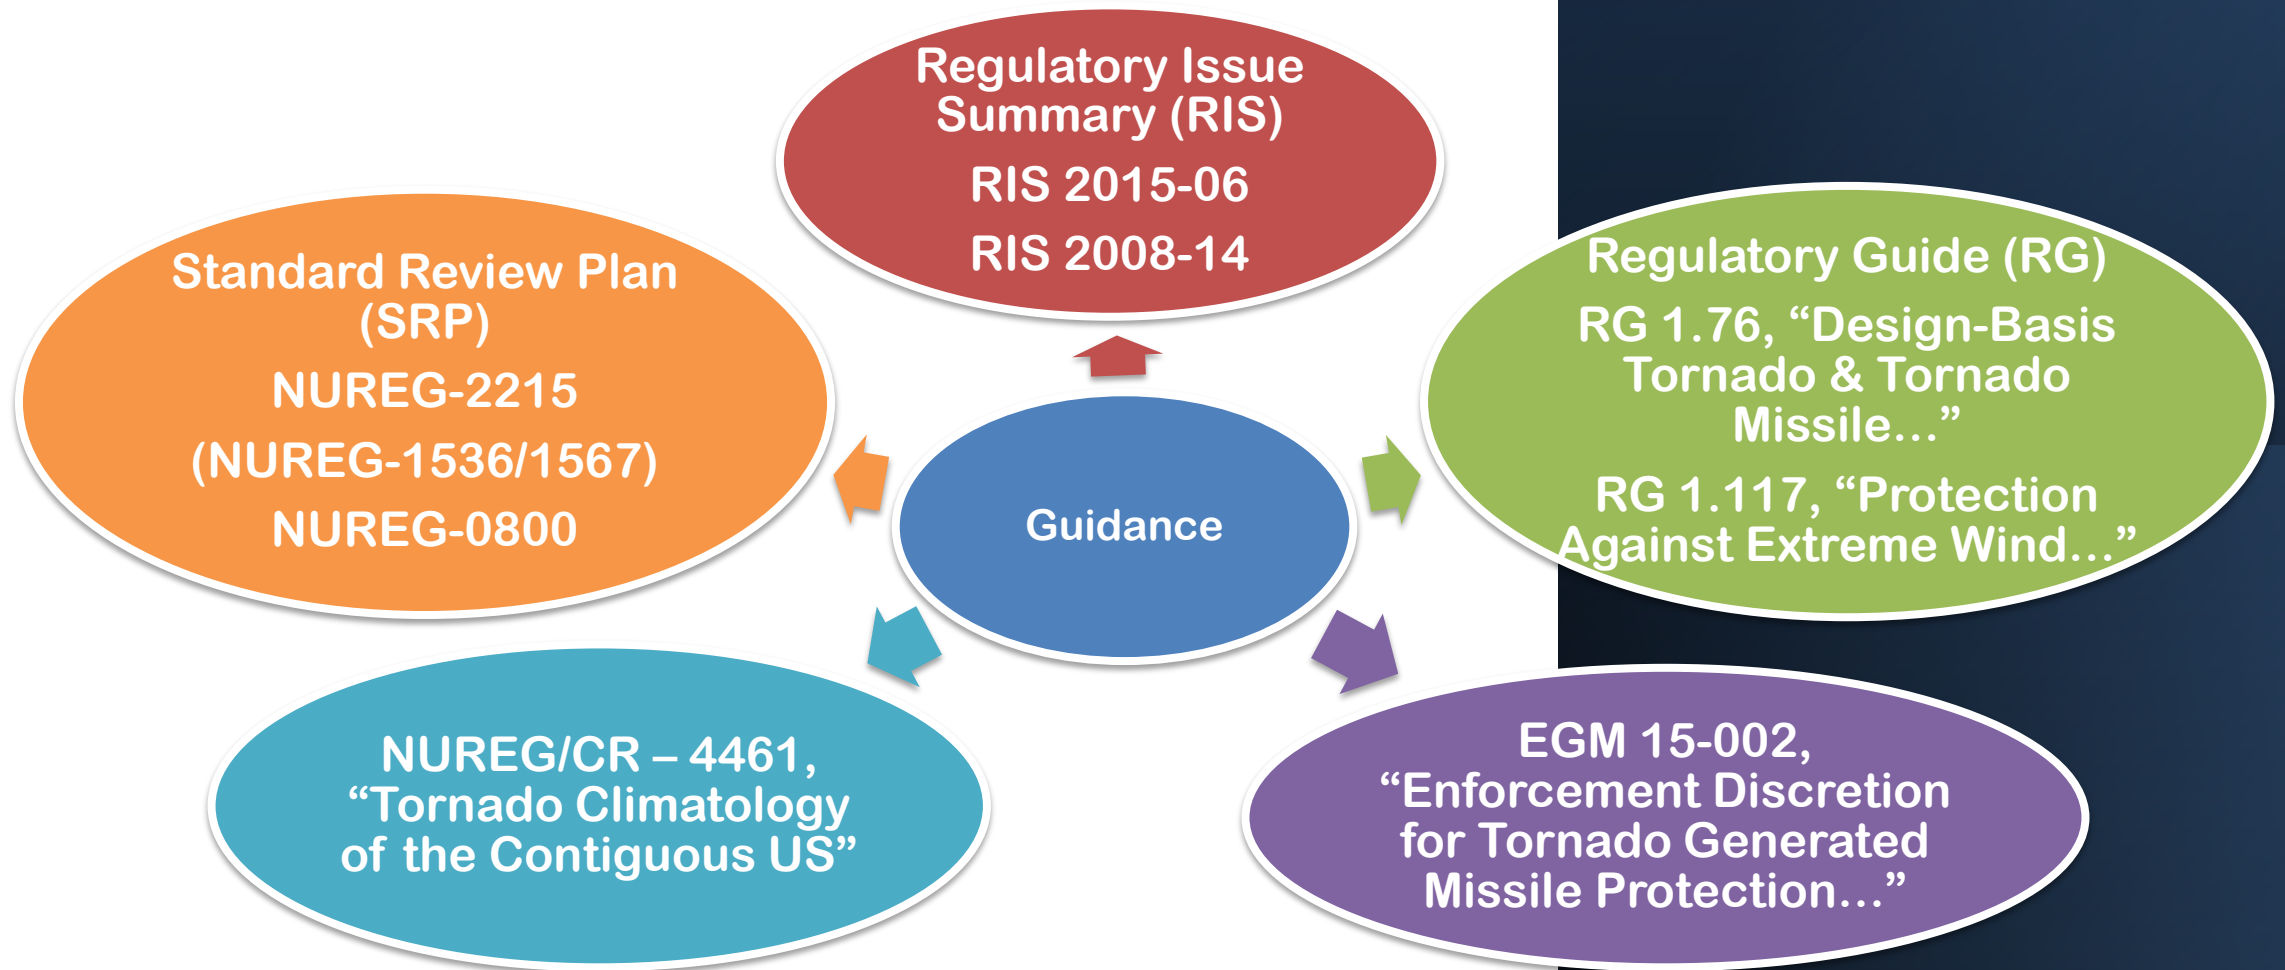 Regulatory Issue
Summary (RIS)
RIS 2015-06
RIS 2008-14
Standard Review Plan
(SRP)
NUREG-2215
(NUREG-1536/1567)
NUREG-0800
Regulatory Guide (RG)
RG 1.76, “Design-Basis
Tornado & Tornado
Missile…”
RG 1.117, “Protection
Against Extreme Wind…”
Guidance
NUREG/CR – 4461,
“Tornado Climatology
of the Contiguous US”
EGM 15-002,
“Enforcement Discretion
for Tornado Generated
Missile Protection…”